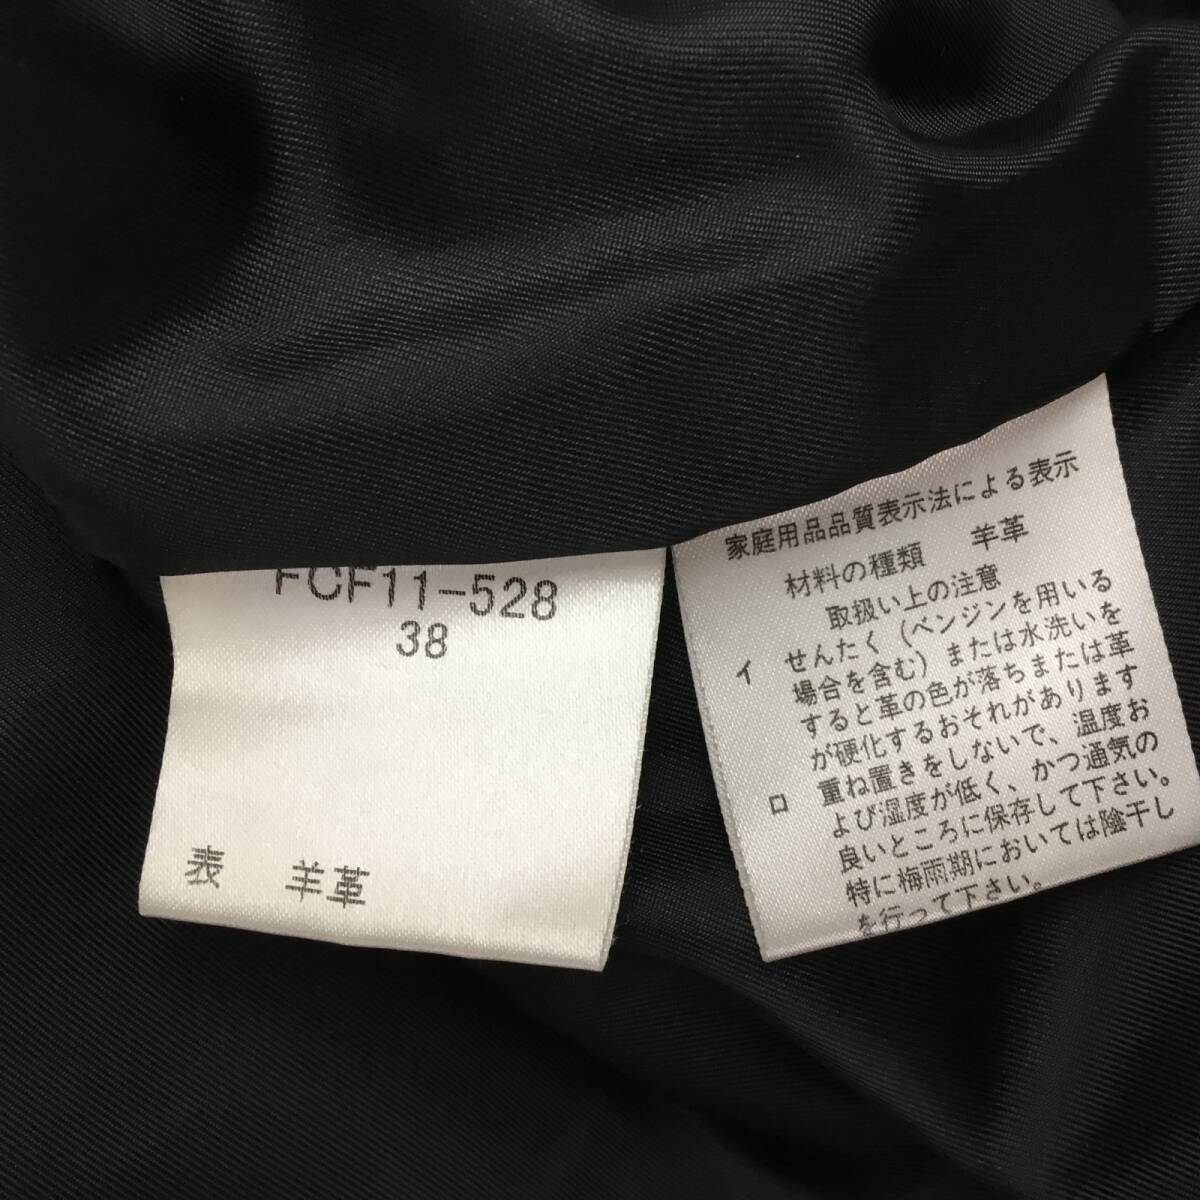 FCF11-528
38
表 羊革
家庭用品品質表示法による表示
材料の種類 羊革
取扱い上の注意
イ せんたく（ベンジンを用いる
場合を含む）または水洗いを
すると革の色が落ちまたは革
が硬化するおそれがあります
ロ 重ね置きをしないで、温度お
よび湿度が低く、かつ通気の
良いところに保存して下さい。
特に梅雨期においては陰干し
を行って下さい。